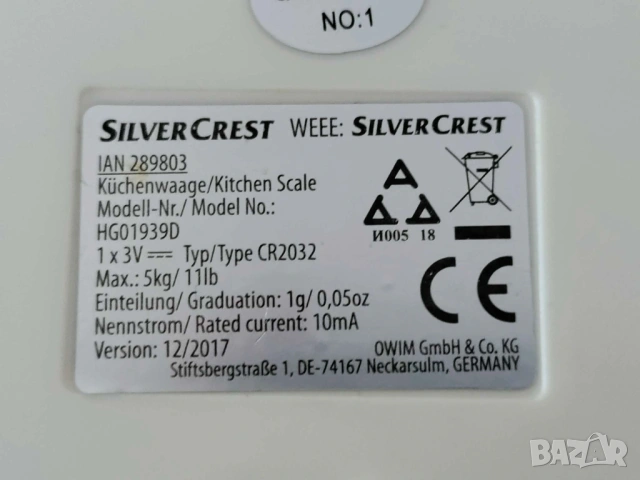 NO:1
SILVERCREST WEEE: SILVERCREST
IAN 289803
Küchenwaage/Kitchen Scale
Modell-Nr./ Model No.:
HG01939D
1 x 3V Typ/Type CR2032
Max.: 5kg/ 11lb
Einteilung/ Graduation: 1g/ 0,05oz
Nennstrom/ Rated current: 10mA
Version: 12/2017
A
A A
И005 18
CE
OWIM GmbH & Co. KG
Stiftsbergstraße 1, DE-74167 Neckarsulm, GERMANY
BAZAR